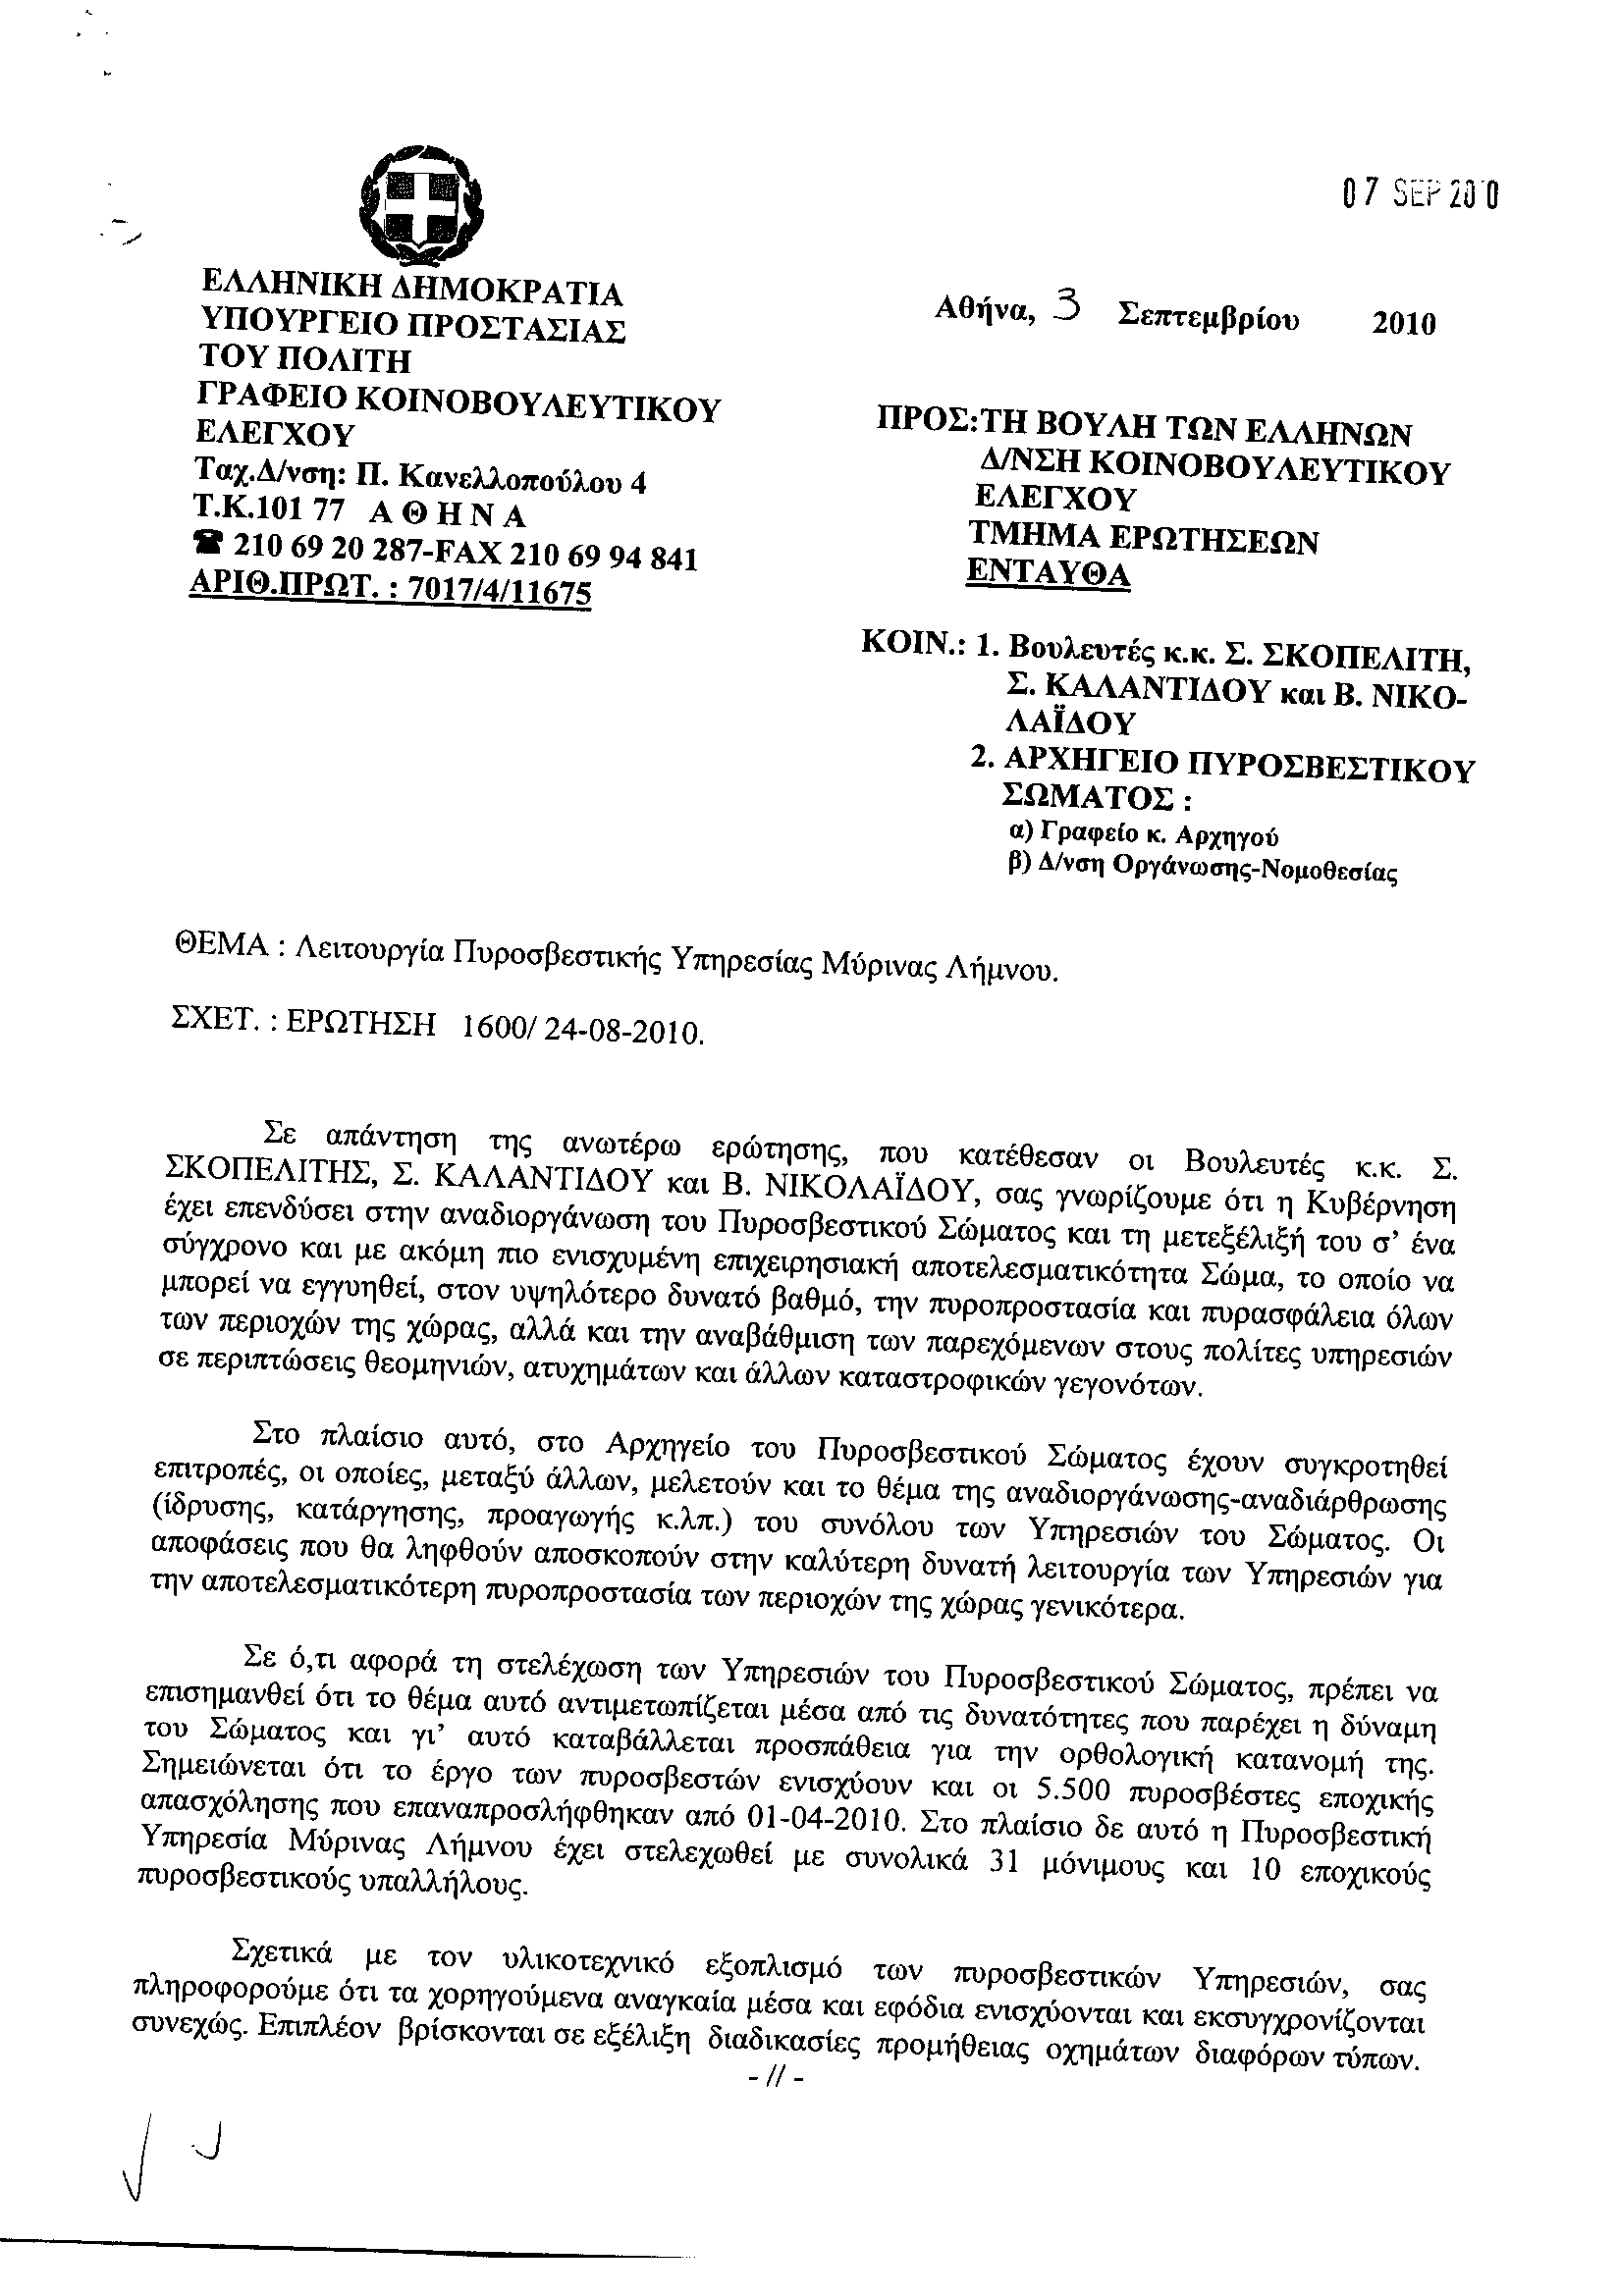 07 SEP 2010
ΕΛΛΗΝΙΚΗ ΔΗΜΟΚΡΑΤΙΑ
ΥΠΟΥΡΓΕΙΟ ΠΡΟΣΤΑΣΙΑΣ
ΤΟΥ ΠΟΛΙΤΗ
ΓΡΑΦΕΙΟ ΚΟΙΝΟΒΟΥΛΕΥΤΙΚΟΥ
ΕΛΕΓΧΟΥ
Ταχ.Δ/νση: Π. Κανελλοπούλου 4
Τ.Κ.101 77 Α Θ Η Ν Α
☎ 210 69 20 287-FAX 210 69 94 841
ΑΡΙΘ.ΠΡΩΤ. : 7017/4/11675
Αθήνα, 3 Σεπτεμβρίου 2010
ΠΡΟΣ:ΤΗ ΒΟΥΛΗ ΤΩΝ ΕΛΛΗΝΩΝ
Δ/ΝΣΗ ΚΟΙΝΟΒΟΥΛΕΥΤΙΚΟΥ
ΕΛΕΓΧΟΥ
ΤΜΗΜΑ ΕΡΩΤΗΣΕΩΝ
ΕΝΤΑΥΘΑ
ΚΟΙΝ.: 1. Βουλευτές κ.κ. Σ. ΣΚΟΠΕΛΙΤΗ,
Σ. ΚΑΛΑΝΤΙΔΟΥ και Β. ΝΙΚΟ-
ΛΑΪΔΟΥ
2. ΑΡΧΗΓΕΙΟ ΠΥΡΟΣΒΕΣΤΙΚΟΥ
ΣΩΜΑΤΟΣ :
α) Γραφείο κ. Αρχηγού
β) Δ/νση Οργάνωσης-Νομοθεσίας
ΘΕΜΑ : Λειτουργία Πυροσβεστικής Υπηρεσίας Μύρινας Λήμνου.
ΣΧΕΤ. : ΕΡΩΤΗΣΗ 1600/ 24-08-2010.
Σε απάντηση της ανωτέρω ερώτησης, που κατέθεσαν οι Βουλευτές κ.κ. Σ.
ΣΚΟΠΕΛΙΤΗΣ, Σ. ΚΑΛΑΝΤΙΔΟΥ και Β. ΝΙΚΟΛΑΪΔΟΥ, σας γνωρίζουμε ότι η Κυβέρνηση
έχει επενδύσει στην αναδιοργάνωση του Πυροσβεστικού Σώματος και τη μετεξέλιξή του σ’ ένα
σύγχρονο και με ακόμη πιο ενισχυμένη επιχειρησιακή αποτελεσματικότητα Σώμα, το οποίο να
μπορεί να εγγυηθεί, στον υψηλότερο δυνατό βαθμό, την πυροπροστασία και πυρασφάλεια όλων
των περιοχών της χώρας, αλλά και την αναβάθμιση των παρεχόμενων στους πολίτες υπηρεσιών
σε περιπτώσεις θεομηνιών, ατυχημάτων και άλλων καταστροφικών γεγονότων.
Στο πλαίσιο αυτό, στο Αρχηγείο του Πυροσβεστικού Σώματος έχουν συγκροτηθεί
επιτροπές, οι οποίες, μεταξύ άλλων, μελετούν και το θέμα της αναδιοργάνωσης-αναδιάρθρωσης
(ίδρυσης, κατάργησης, προαγωγής κ.λπ.) του συνόλου των Υπηρεσιών του Σώματος. Οι
αποφάσεις που θα ληφθούν αποσκοπούν στην καλύτερη δυνατή λειτουργία των Υπηρεσιών για
την αποτελεσματικότερη πυροπροστασία των περιοχών της χώρας γενικότερα.
Σε ό,τι αφορά τη στελέχωση των Υπηρεσιών του Πυροσβεστικού Σώματος, πρέπει να
επισημανθεί ότι το θέμα αυτό αντιμετωπίζεται μέσα από τις δυνατότητες που παρέχει η δύναμη
του Σώματος και γι’ αυτό καταβάλλεται προσπάθεια για την ορθολογική κατανομή της.
Σημειώνεται ότι το έργο των πυροσβεστών ενισχύουν και οι 5.500 πυροσβέστες εποχικής
απασχόλησης που επαναπροσλήφθηκαν από 01-04-2010. Στο πλαίσιο δε αυτό η Πυροσβεστική
Υπηρεσία Μύρινας Λήμνου έχει στελεχωθεί με συνολικά 31 μόνιμους και 10 εποχικούς
πυροσβεστικούς υπαλλήλους.
Σχετικά με τον υλικοτεχνικό εξοπλισμό των πυροσβεστικών Υπηρεσιών, σας
πληροφορούμε ότι τα χορηγούμενα αναγκαία μέσα και εφόδια ενισχύονται και εκσυγχρονίζονται
συνεχώς. Επιπλέον βρίσκονται σε εξέλιξη διαδικασίες προμήθειας οχημάτων διαφόρων τύπων.
- // -